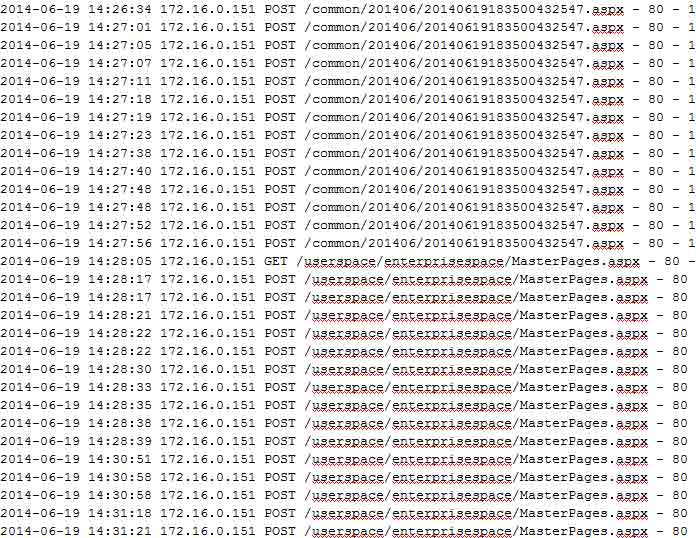 2014-06-19 14:26:34 172.16.0.151 POST /common/201406/20140619183500432547.aspx - 80 - 1
2014-06-19 14:27:01 172.16.0.151 POST /common/201406/20140619183500432547.aspx - 80 - 1
2014-06-19 14:27:05 172.16.0.151 POST /common/201406/20140619183500432547.aspx - 80 - 1
2014-06-19 14:27:07 172.16.0.151 POST /common/201406/20140619183500432547.aspx - 80 - 1
2014-06-19 14:27:11 172.16.0.151 POST /common/201406/20140619183500432547.aspx - 80 - 1
2014-06-19 14:27:18 172.16.0.151 POST /common/201406/20140619183500432547.aspx - 80 - 1
2014-06-19 14:27:19 172.16.0.151 POST /common/201406/20140619183500432547.aspx - 80 - 1
2014-06-19 14:27:23 172.16.0.151 POST /common/201406/20140619183500432547.aspx - 80 - 1
2014-06-19 14:27:38 172.16.0.151 POST /common/201406/20140619183500432547.aspx - 80 - 1
2014-06-19 14:27:40 172.16.0.151 POST /common/201406/20140619183500432547.aspx - 80 - 1
2014-06-19 14:27:48 172.16.0.151 POST /common/201406/20140619183500432547.aspx - 80 - 1
2014-06-19 14:27:48 172.16.0.151 POST /common/201406/20140619183500432547.aspx - 80 - 1
2014-06-19 14:27:52 172.16.0.151 POST /common/201406/20140619183500432547.aspx - 80 - 1
2014-06-19 14:27:56 172.16.0.151 POST /common/201406/20140619183500432547.aspx - 80 - 1
2014-06-19 14:28:05 172.16.0.151 GET /userspace/enterprisespace/MasterPages.aspx - 80 -
2014-06-19 14:28:17 172.16.0.151 POST /userspace/enterprisespace/MasterPages.aspx - 80
2014-06-19 14:28:17 172.16.0.151 POST /userspace/enterprisespace/MasterPages.aspx - 80
2014-06-19 14:28:21 172.16.0.151 POST /userspace/enterprisespace/MasterPages.aspx - 80
2014-06-19 14:28:22 172.16.0.151 POST /userspace/enterprisespace/MasterPages.aspx - 80
2014-06-19 14:28:22 172.16.0.151 POST /userspace/enterprisespace/MasterPages.aspx - 80
2014-06-19 14:28:30 172.16.0.151 POST /userspace/enterprisespace/MasterPages.aspx - 80
2014-06-19 14:28:33 172.16.0.151 POST /userspace/enterprisespace/MasterPages.aspx - 80
2014-06-19 14:28:35 172.16.0.151 POST /userspace/enterprisespace/MasterPages.aspx - 80
2014-06-19 14:28:38 172.16.0.151 POST /userspace/enterprisespace/MasterPages.aspx - 80
2014-06-19 14:28:39 172.16.0.151 POST /userspace/enterprisespace/MasterPages.aspx - 80
2014-06-19 14:30:51 172.16.0.151 POST /userspace/enterprisespace/MasterPages.aspx - 80
2014-06-19 14:30:58 172.16.0.151 POST /userspace/enterprisespace/MasterPages.aspx - 80
2014-06-19 14:30:58 172.16.0.151 POST /userspace/enterprisespace/MasterPages.aspx - 80
2014-06-19 14:31:18 172.16.0.151 POST /userspace/enterprisespace/MasterPages.aspx - 80
2014-06-19 14:31:21 172.16.0.151 POST /userspace/enterprisespace/MasterPages.aspx - 80